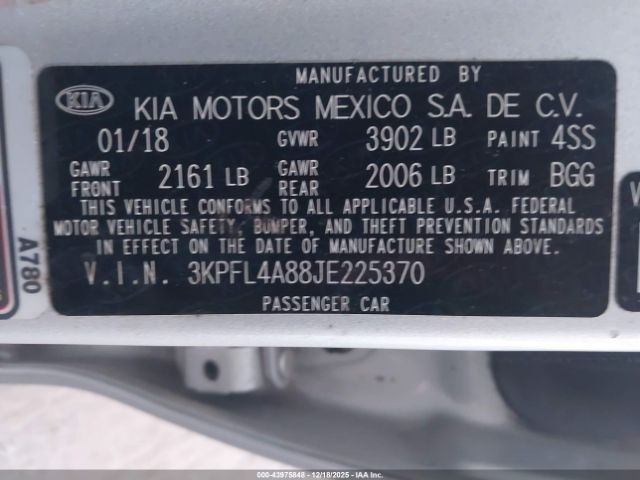 MANUFACTURED BY
KIA KIA MOTORS MEXICO S.A. DE C.V.
01/18 GVWR 3902 LB PAINT 4SS
GAWR FRONT 2161 LB GAWR REAR 2006 LB TRIM BGG
THIS VEHICLE CONFORMS TO ALL APPLICABLE U.S.A. FEDERAL
MOTOR VEHICLE SAFETY, BUMPER, AND THEFT PREVENTION STANDARDS
IN EFFECT ON THE DATE OF MANUFACTURE SHOWN ABOVE.
V.I.N. 3KPFL4A88JE225370
PASSENGER CAR
A780
000-43975848 - 12/18/2025 - IAAI.CA